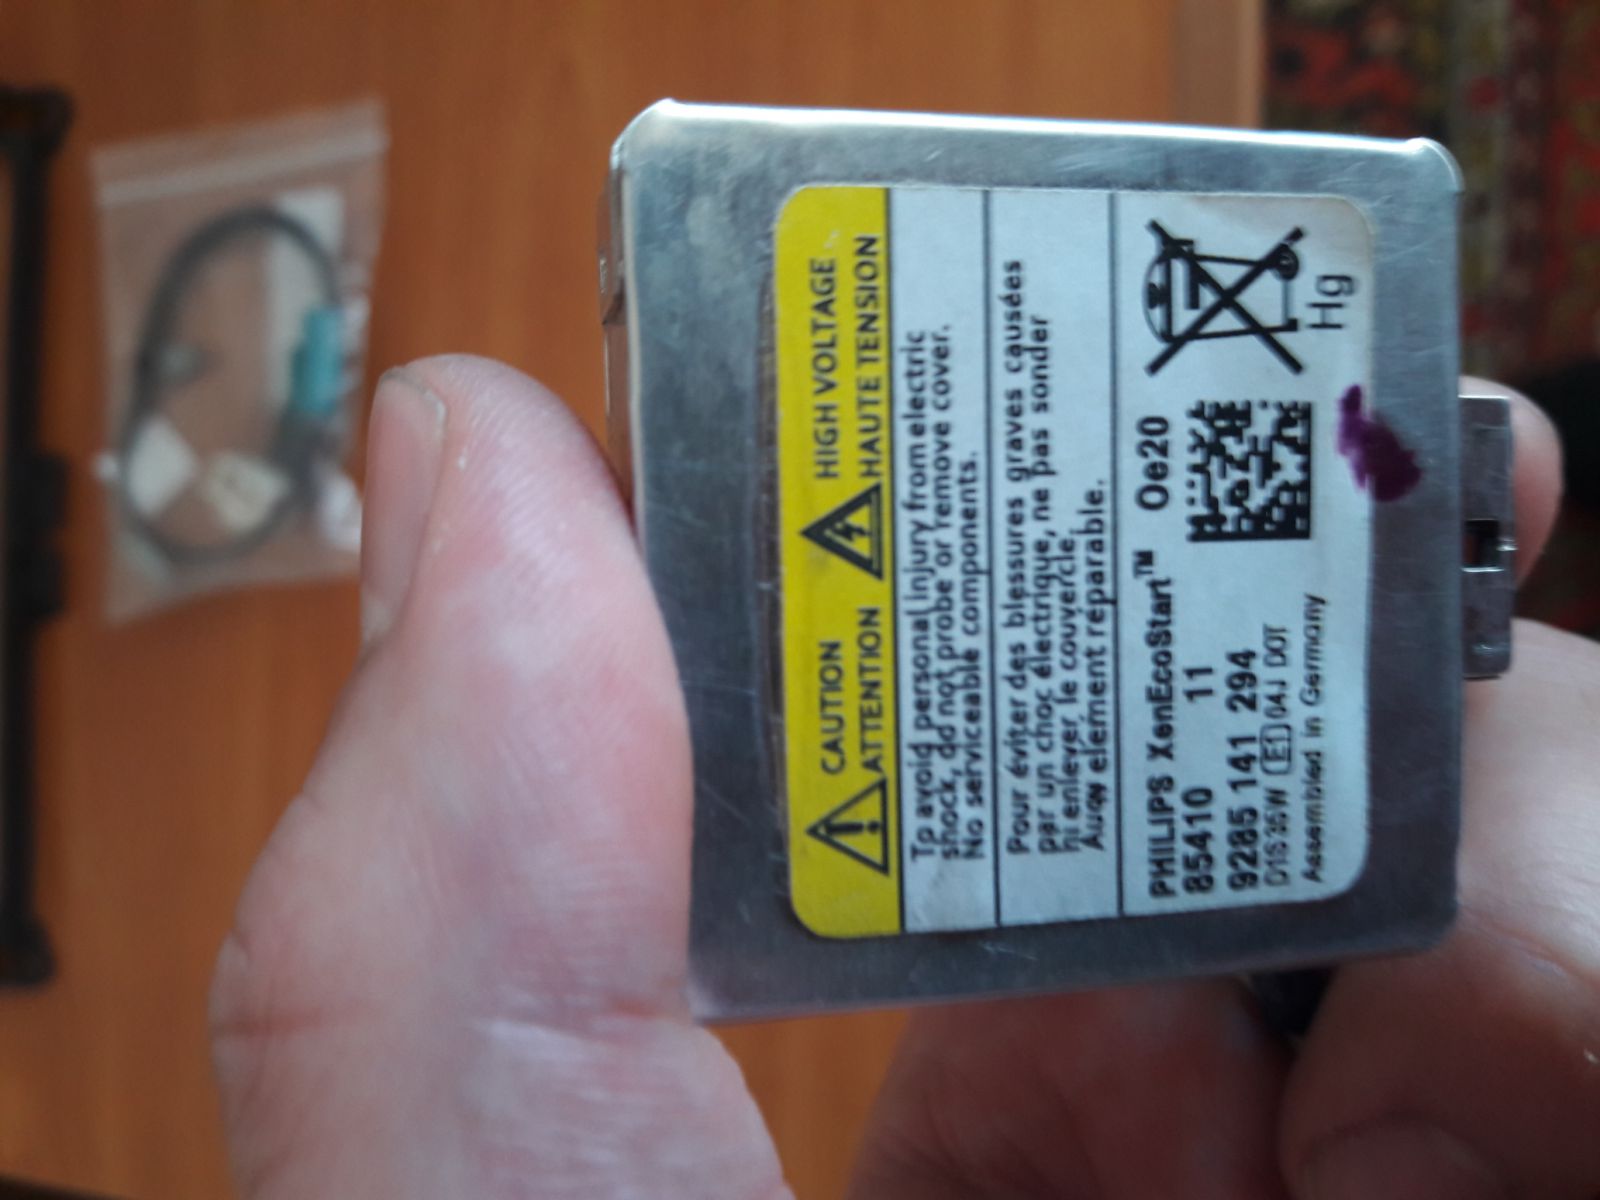 CAUTION HIGH VOLTAGE
ATTENTION HAUTE TENSION
To avoid personal injury from electric
shock, do not probe or remove cover.
No serviceable components.
Pour éviter des blessures graves causées
par un choc électrique, ne pas sonder
ni enlever le couvercle.
Aucun element réparable.
PHILIPS XenEcoStart™ Oe20
85410 11
9285 141 294
D1S 35W E1 04J DOT
Assembled in Germany
Hg